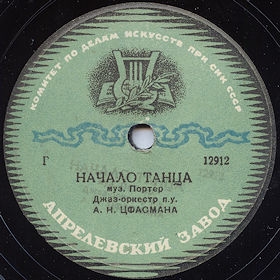 КОМИТЕТ ПО ДЕЛАМ ИСКУССТВ ПРИ СНК СССР
Г 12912
НАЧАЛО ТАНЦА
муз. Портер
Джаз-оркестр п.у.
А. Н. ЦФАСМАНА
АПРЕЛЕВСКИЙ ЗАВОД